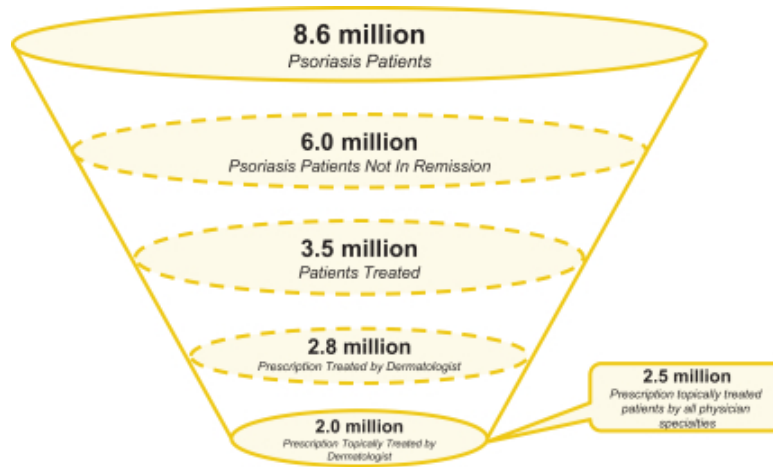 8.6 million
Psoriasis Patients
6.0 million
Psoriasis Patients Not In Remission
3.5 million
Patients Treated
2.8 million
Prescription Treated by Dermatologist
2.5 million
Prescription topically treated
patients by all physician
specialties
2.0 million
Prescription Topically Treated by
Dermatologist